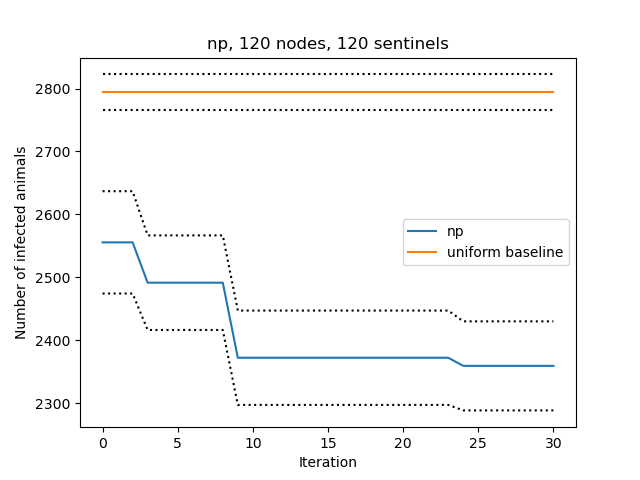 np, 120 nodes, 120 sentinels
Number of infected animals
2800
2700
2600
2500
2400
2300
np
uniform baseline
0 5 10 15 20 25 30
Iteration